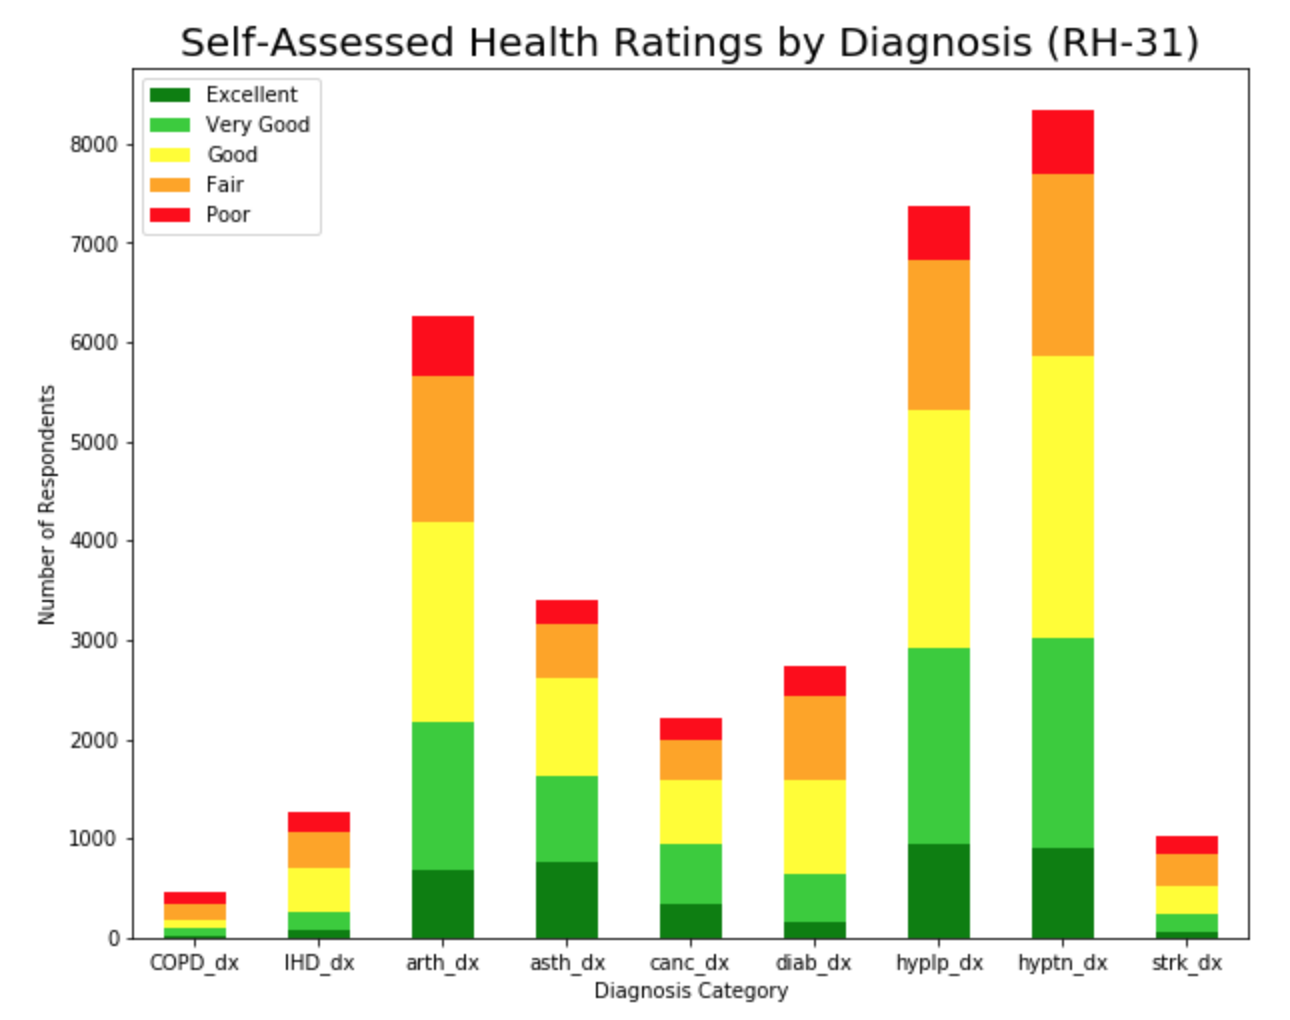 Self-Assessed Health Ratings by Diagnosis (RH-31)
Excellent
Very Good
Good
Fair
Poor
8000
7000
6000
5000
4000
3000
2000
1000
0
Number of Respondents
COPD_dx IHD_dx arth_dx asth_dx canc_dx diab_dx hyplp_dx hyptn_dx strk_dx
Diagnosis Category